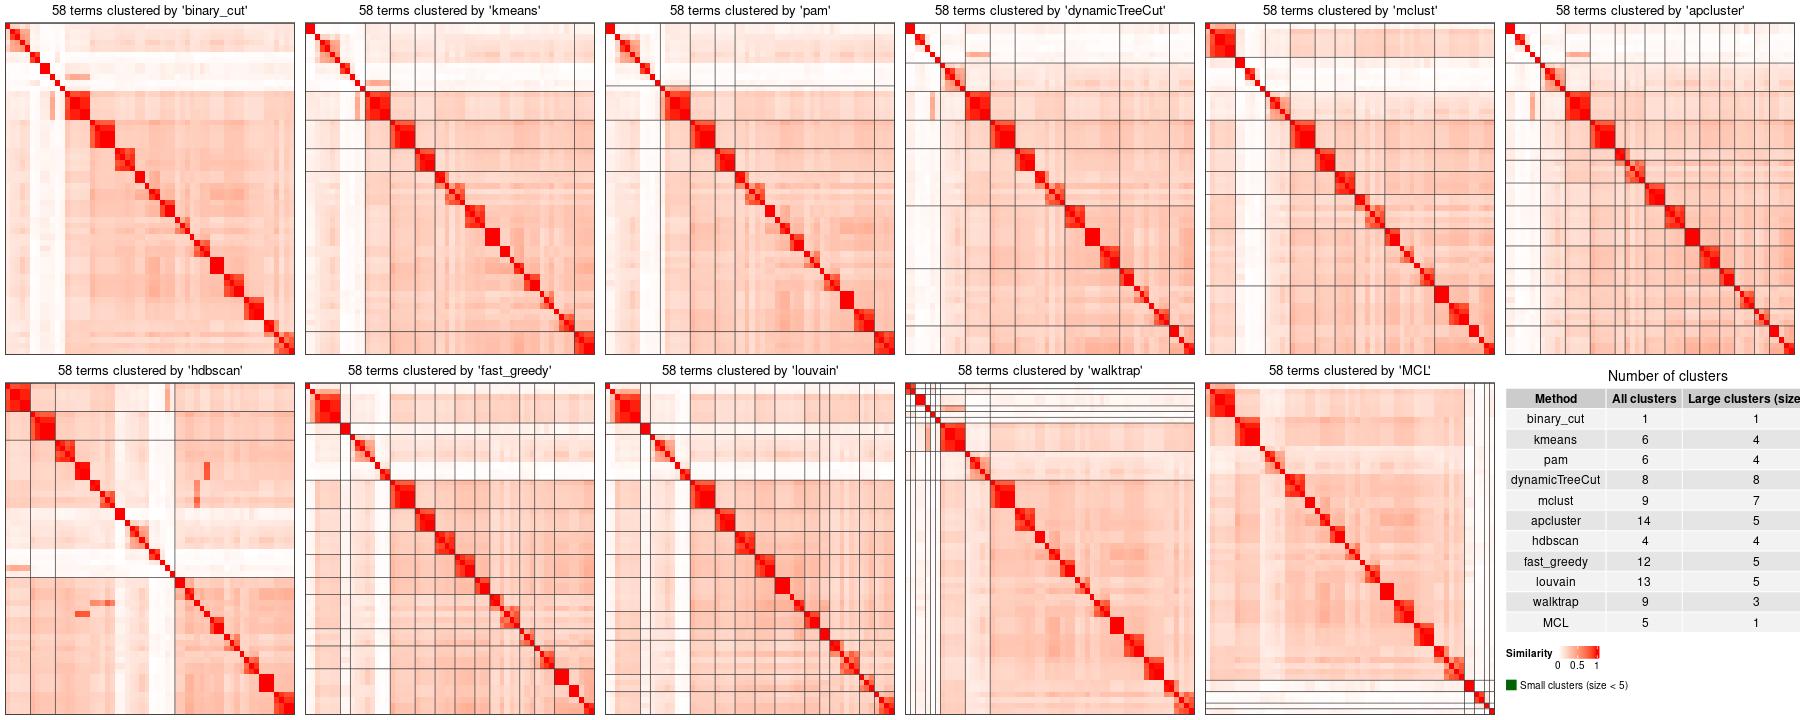 58 terms clustered by 'binary_cut'
58 terms clustered by 'kmeans'
58 terms clustered by 'pam'
58 terms clustered by 'dynamicTreeCut'
58 terms clustered by 'mclust'
58 terms clustered by 'apcluster'
58 terms clustered by 'hdbscan'
58 terms clustered by 'fast_greedy'
58 terms clustered by 'louvain'
58 terms clustered by 'walktrap'
58 terms clustered by 'MCL'
Number of clusters
Method All clusters Large clusters (size
binary_cut 1 1
kmeans 6 4
pam 6 4
dynamicTreeCut 8 8
mclust 9 7
apcluster 14 5
hdbscan 4 4
fast_greedy 12 5
louvain 13 5
walktrap 9 3
MCL 5 1
Similarity
0 0.5 1
Small clusters (size < 5)